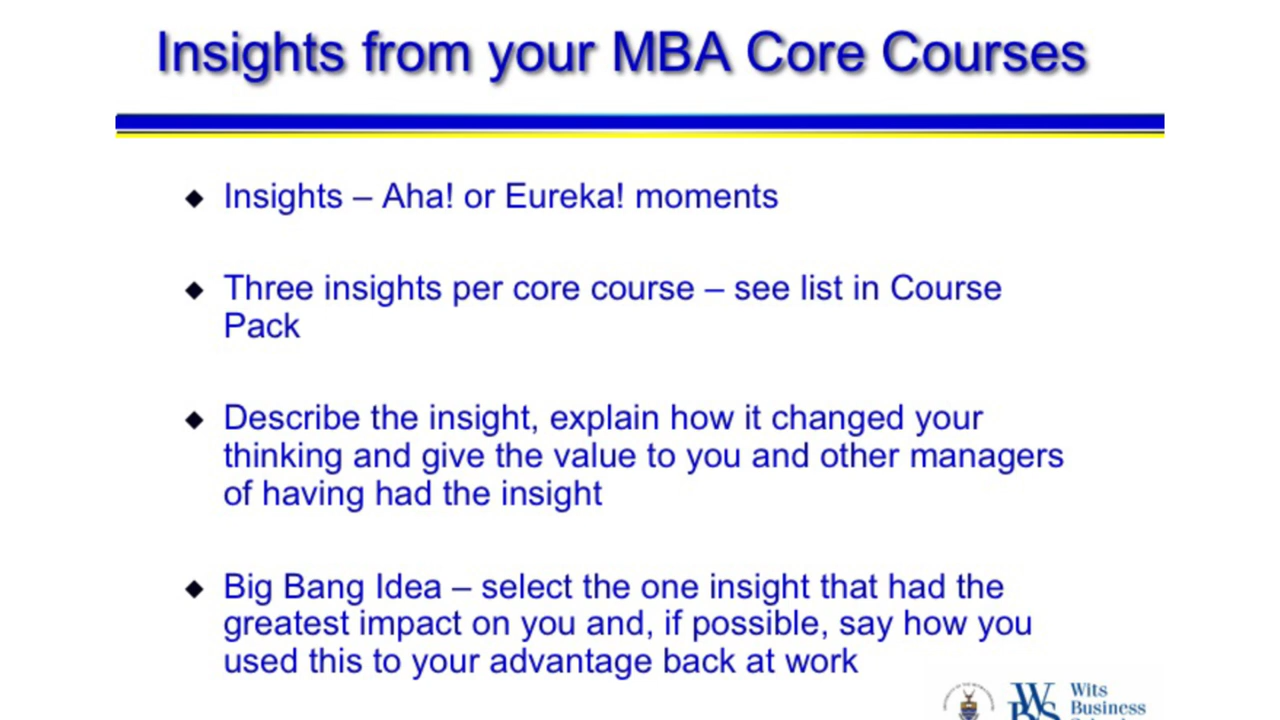 Insights from your MBA Core Courses
Insights – Aha! or Eureka! moments
Three insights per core course – see list in Course
Pack
Describe the insight, explain how it changed your
thinking and give the value to you and other managers
of having had the insight
Big Bang Idea – select the one insight that had the
greatest impact on you and, if possible, say how you
used this to your advantage back at work
WBS
Wits
Business